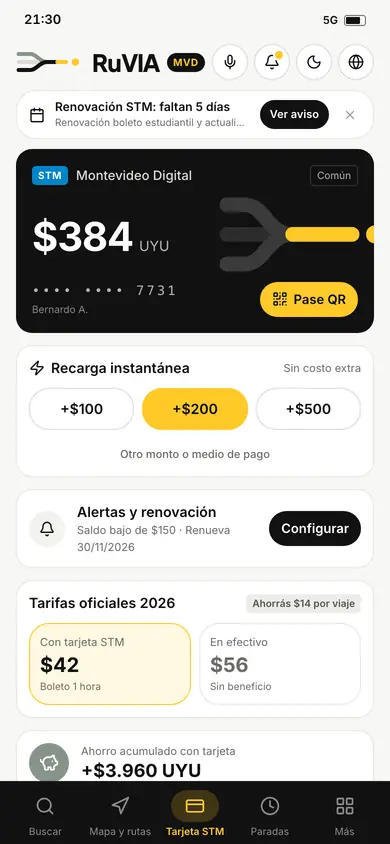 21:30
5G
RuVIA MVD
Renovación STM: faltan 5 días
Renovación boleto estudiantil y actuali...
Ver aviso
STM Montevideo Digital
Común
$384 UYU
•••• •••• 7731
Bernardo A.
Pase QR
Recarga instantánea
Sin costo extra
+$100
+$200
+$500
Otro monto o medio de pago
Alertas y renovación
Saldo bajo de $150 · Renueva
30/11/2026
Configurar
Tarifas oficiales 2026
Ahorrás $14 por viaje
Con tarjeta STM
$42
Boleto 1 hora
En efectivo
$56
Sin beneficio
Ahorro acumulado con tarjeta
+$3.960 UYU
Buscar
Mapa y rutas
Tarjeta STM
Paradas
Más